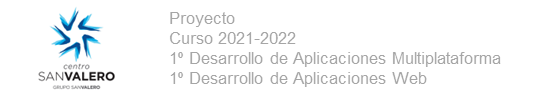 centro
SANVALERO
GRUPO SANVALERO
Proyecto
Curso 2021-2022
1º Desarrollo de Aplicaciones Multiplataforma
1º Desarrollo de Aplicaciones Web